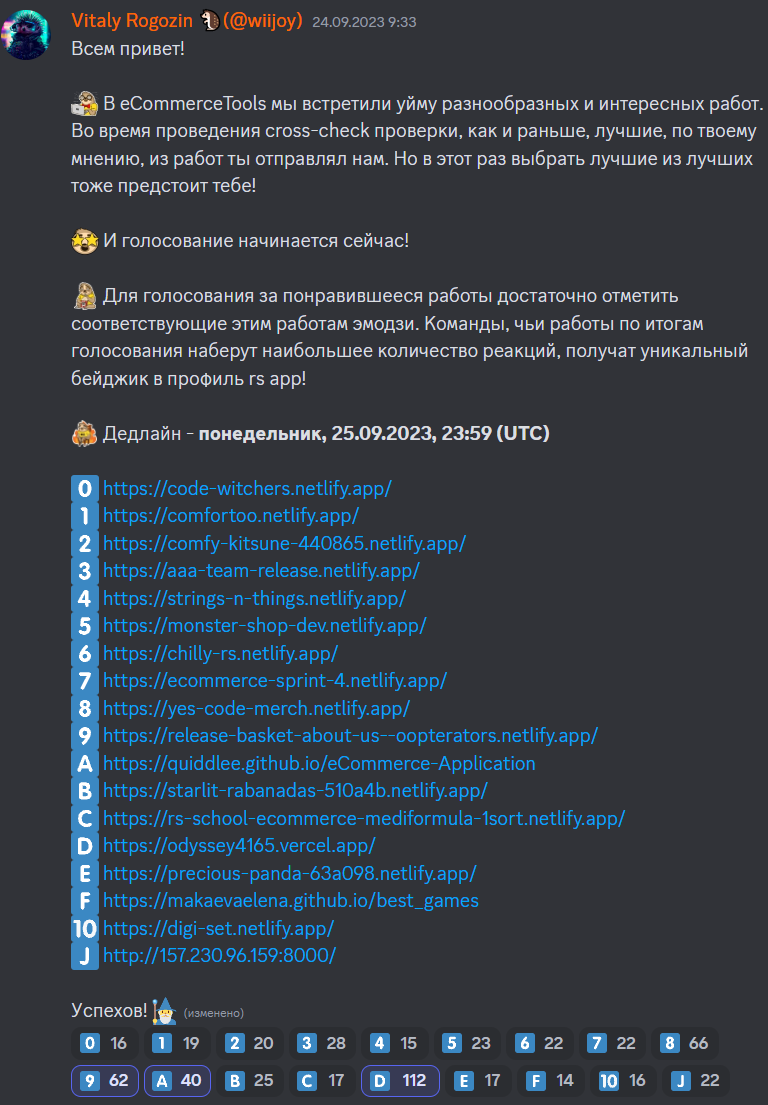 Vitaly Rogozin (@wiijoy) 24.09.2023 9:33
Всем привет!
В eCommerceTools мы встретили уйму разнообразных и интересных работ.
Во время проведения cross-check проверки, как и раньше, лучшие, по твоему
мнению, из работ ты отправлял нам. Но в этот раз выбрать лучшие из лучших
тоже предстоит тебе!
И голосование начинается сейчас!
Для голосования за понравившееся работы достаточно отметить
соответствующие этим работам эмодзи. Команды, чьи работы по итогам
голосования наберут наибольшее количество реакций, получат уникальный
бейджик в профиль rs app!
Дедлайн - понедельник, 25.09.2023, 23:59 (UTC)
0 https://code-witchers.netlify.app/
1 https://comfortoo.netlify.app/
2 https://comfy-kitsune-440865.netlify.app/
3 https://aaa-team-release.netlify.app/
4 https://strings-n-things.netlify.app/
5 https://monster-shop-dev.netlify.app/
6 https://chilly-rs.netlify.app/
7 https://ecommerce-sprint-4.netlify.app/
8 https://yes-code-merch.netlify.app/
9 https://release-basket-about-us--oopterators.netlify.app/
A https://quiddlee.github.io/eCommerce-Application
B https://starlit-rabanadas-510a4b.netlify.app/
C https://rs-school-ecommerce-mediformula-1sort.netlify.app/
D https://odyssey4165.vercel.app/
E https://precious-panda-63a098.netlify.app/
F https://makaevaelena.github.io/best_games
10 https://digi-set.netlify.app/
J http://157.230.96.159:8000/
Успехов! (изменено)
0 16 1 19 2 20 3 28 4 15 5 23 6 22 7 22 8 66
9 62 A 40 B 25 C 17 D 112 E 17 F 14 10 16 J 22